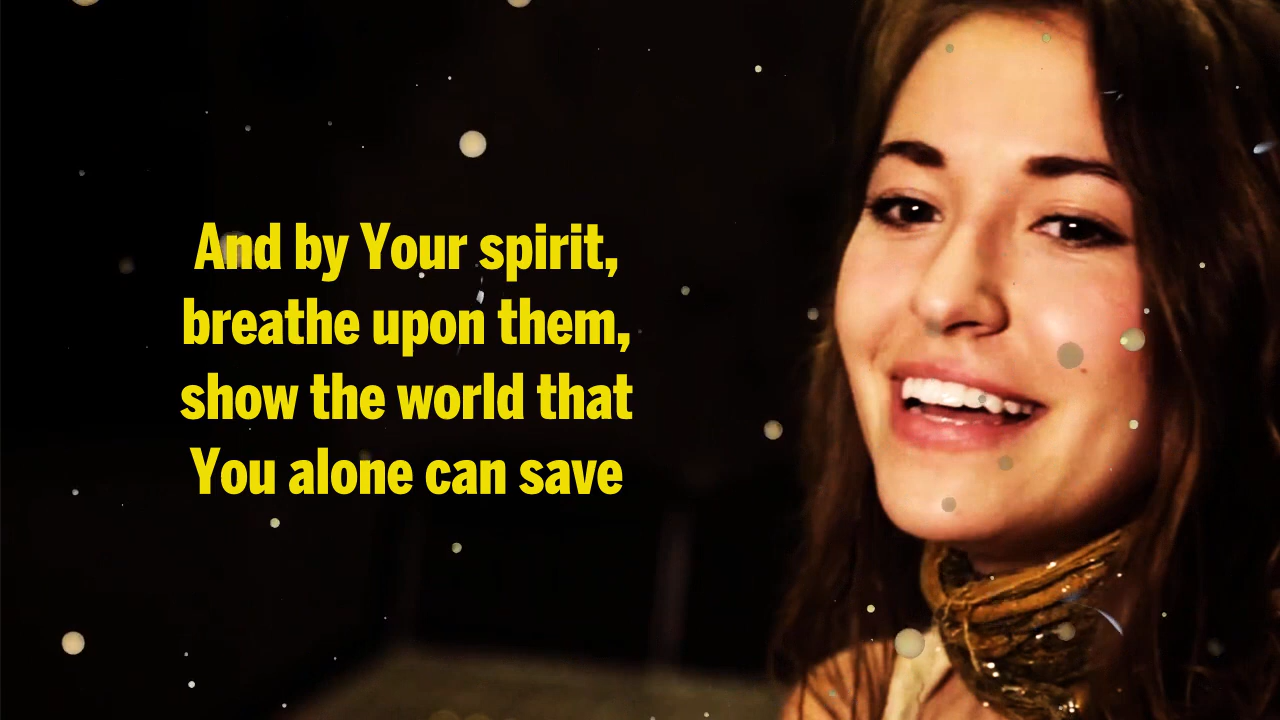 And by Your spirit,
breathe upon them,
show the world that
You alone can save